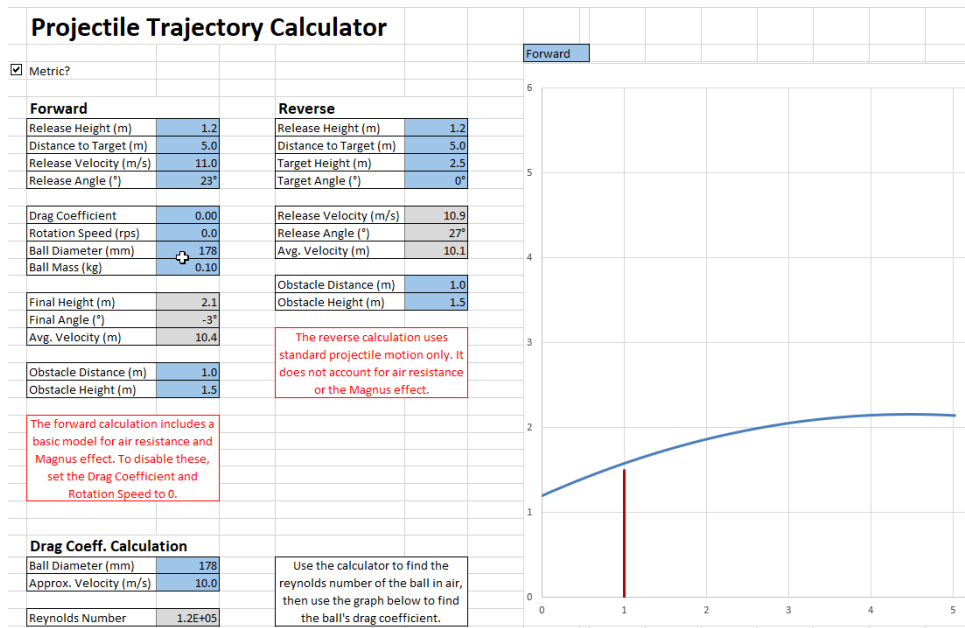 Projectile Trajectory Calculator
Forward
Metric?
Forward
Release Height (m) 1.2
Distance to Target (m) 5.0
Release Velocity (m/s) 11.0
Release Angle (°) 23°
Drag Coefficient 0.00
Rotation Speed (rps) 0.0
Ball Diameter (mm) 178
Ball Mass (kg) 0.10
Final Height (m) 2.1
Final Angle (°) -3°
Avg. Velocity (m) 10.4
Obstacle Distance (m) 1.0
Obstacle Height (m) 1.5
The forward calculation includes a
basic model for air resistance and
Magnus effect. To disable these,
set the Drag Coefficient and
Rotation Speed to 0.
Reverse
Release Height (m) 1.2
Distance to Target (m) 5.0
Target Height (m) 2.5
Target Angle (°) 0°
Release Velocity (m/s) 10.9
Release Angle (°) 27°
Avg. Velocity (m) 10.1
Obstacle Distance (m) 1.0
Obstacle Height (m) 1.5
The reverse calculation uses
standard projectile motion only. It
does not account for air resistance
or the Magnus effect.
Drag Coeff. Calculation
Ball Diameter (mm) 178
Approx. Velocity (m/s) 10.0
Reynolds Number 1.2E+05
Use the calculator to find the
reynolds number of the ball in air,
then use the graph below to find
the ball's drag coefficient.
6
5
4
3
2
1
0
0 1 2 3 4 5